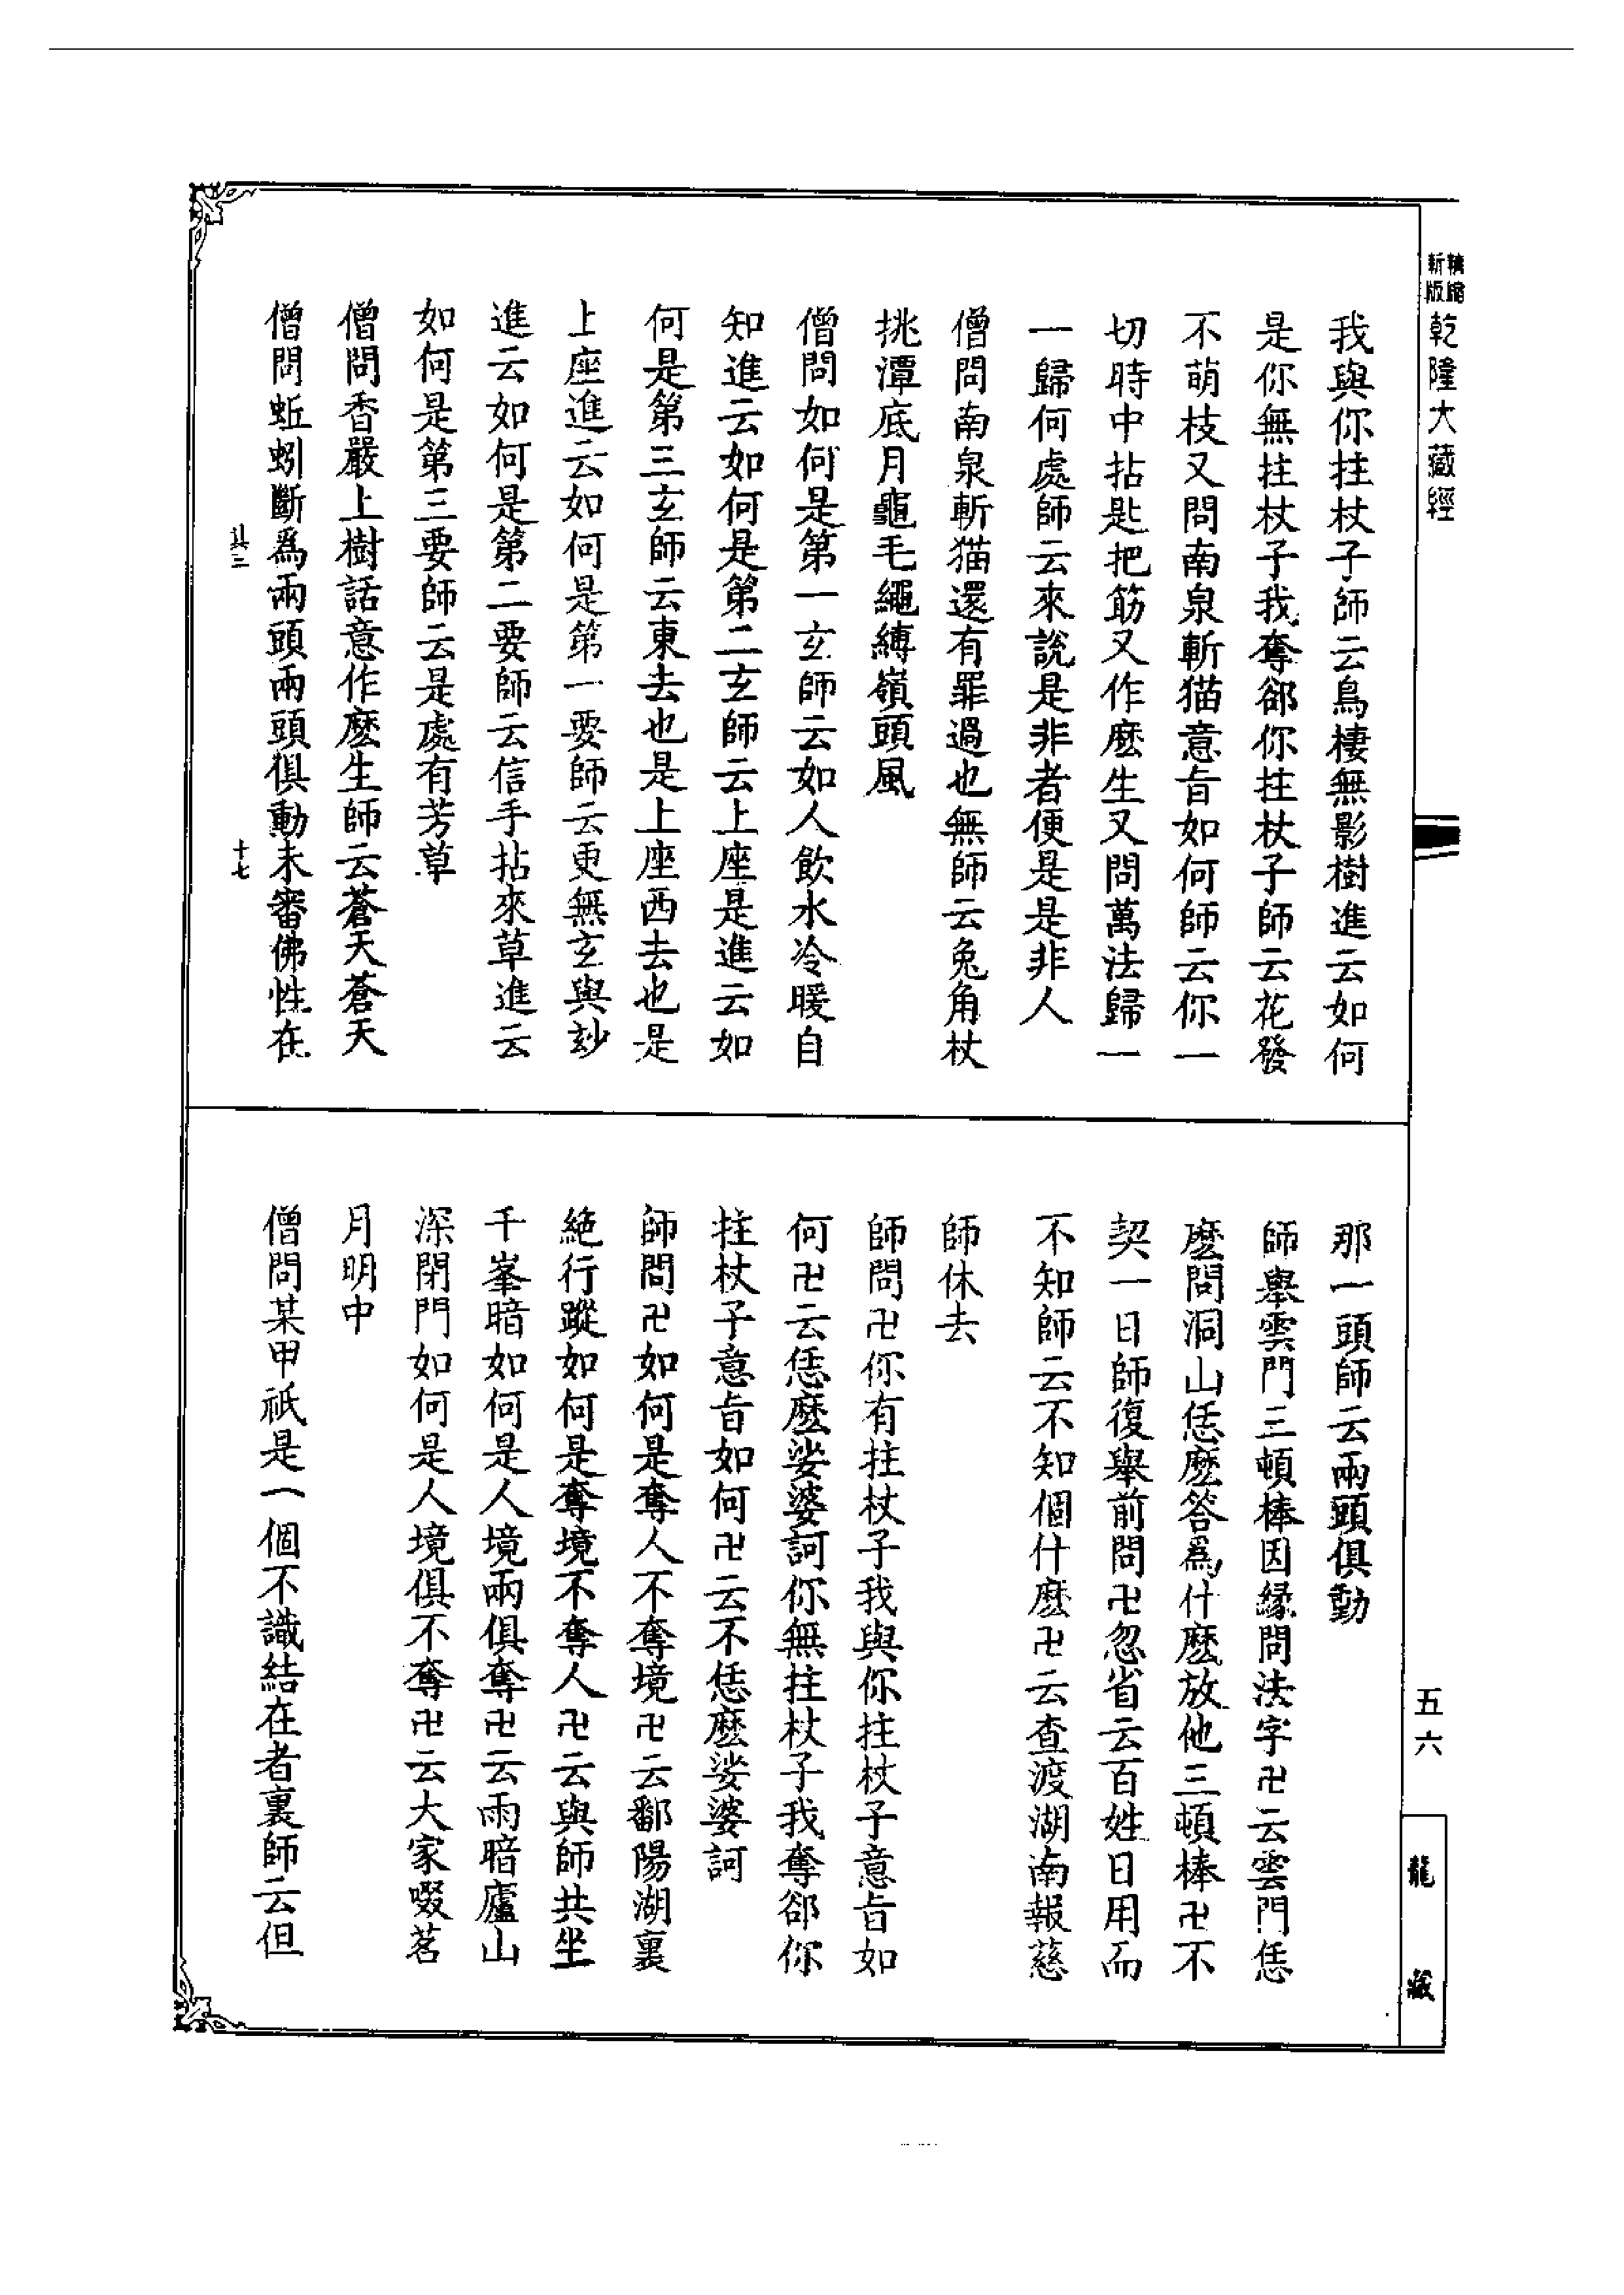 精縮
新版
乾隆大藏經
我與你拄杖子師云鳥棲無影樹進云如何
是你無拄杖子我奪郤你拄杖子師云花發
不萌枝又問南泉斬猫意旨如何師云你一
切時中拈匙把筯又作麼生又問萬法歸一
一歸何處師云來說是非者便是是非人
僧問南泉斬猫還有罪過也無師云兔角杖
挑潭底月龜毛繩縛嶺頭風
僧問如何是第一玄師云如人飲水冷暖自
知進云如何是第二玄師云上座是進云如
何是第三玄師云東去也是上座西去也是
上座進云如何是第一要師云更無玄與玅
進云如何是第二要師云信手拈來草進云
如何是第三要師云是處有芳草
僧問香嚴上樹話意作麼生師云蒼天蒼天
僧問蚯蚓斷為兩頭兩頭俱動未審佛性在
其三
十七
那一頭師云兩頭俱動
師舉雲門三頓棒因緣問法字卍云雲門恁
麼問洞山恁麼答為什麼放他三頓棒卍不
契一日師復舉前問卍忽省云百姓日用而
不知師云不知個什麼卍云查渡湖南報慈
師休去
師問卍你有拄杖子我與你拄杖子意旨如
何卍云恁麼娑婆訶你無拄杖子我奪郤你
拄杖子意旨如何卍云不恁麼娑婆訶
師問卍如何是奪人不奪境卍云鄱陽湖裏
絕行蹤如何是奪境不奪人卍云與師共坐
千峯暗如何是人境兩俱奪卍云雨暗廬山
深閉門如何是人境俱不奪卍云大家啜茗
月明中
僧問某甲祇是一個不識結在者裏師云但
五六
龍藏